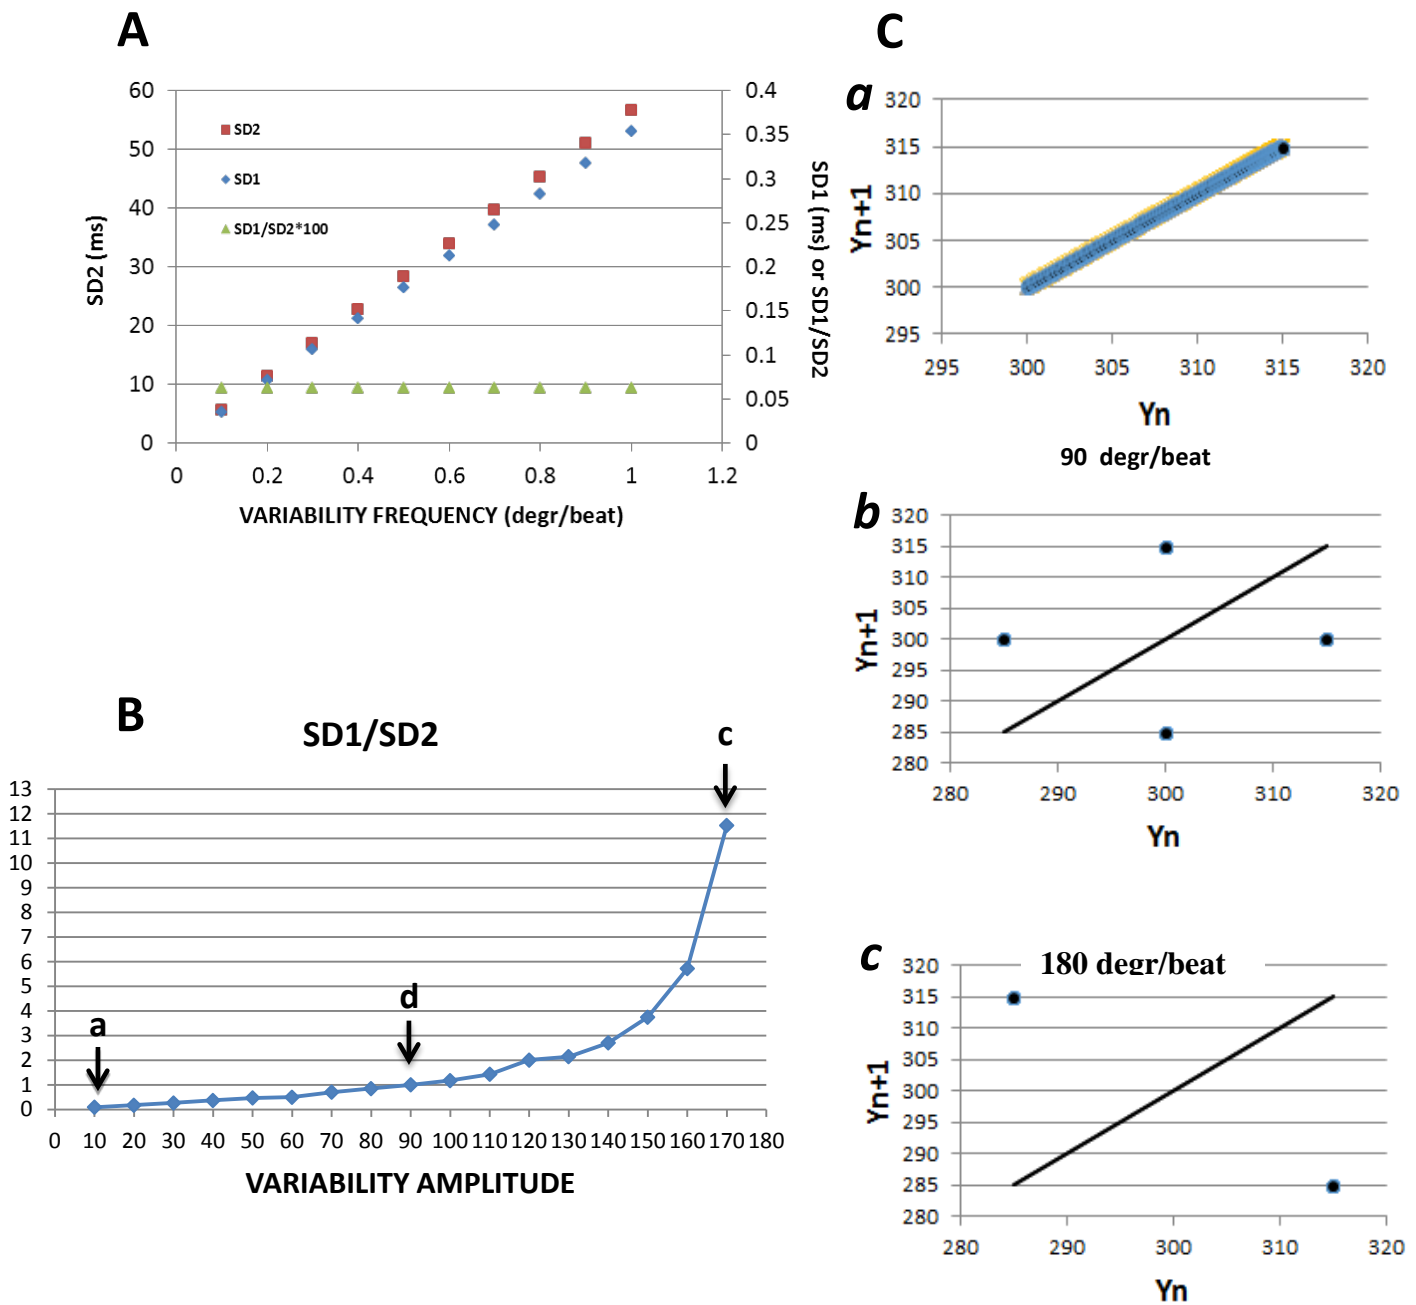 A
60
50
40
30
20
10
0
SD2 (ms)
SD2
SD1
SD1/SD2*100
0.4
0.35
0.3
0.25
0.2
0.15
0.1
0.05
0
SD1 (ms) or SD1/SD2
0 0.2 0.4 0.6 0.8 1 1.2
VARIABILITY FREQUENCY (degr/beat)
B
SD1/SD2
13
12
11
10
9
8
7
6
5
4
3
2
1
0
a
d
c
0 10 20 30 40 50 60 70 80 90 100 110 120 130 140 150 160 170 180
VARIABILITY AMPLITUDE
C
a
320
315
310
305
300
295
Yn+1
295 300 305 310 315 320
Yn
90 degr/beat
b
320
315
310
305
300
295
290
285
280
Yn+1
280 290 300 310 320
Yn
c
180 degr/beat
320
315
310
305
300
295
290
285
280
Yn+1
280 290 300 310 320
Yn